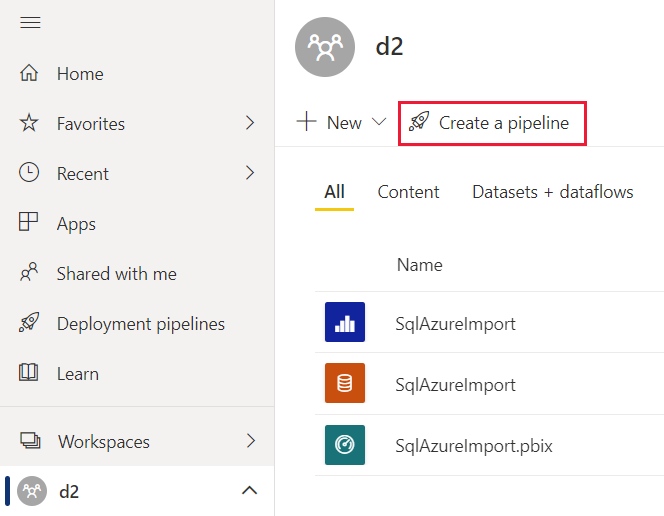 Home
Favorites
Recent
Apps
Shared with me
Deployment pipelines
Learn
Workspaces
d2
d2
New
Create a pipeline
All Content Datasets + dataflows
Name
SqlAzureImport
SqlAzureImport
SqlAzureImport.pbix